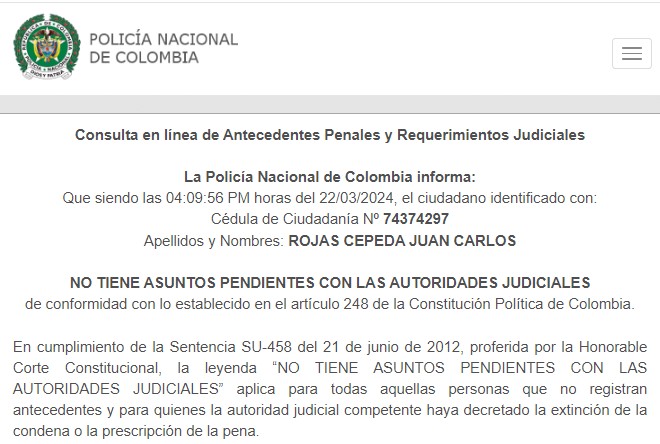 POLICÍA NACIONAL
DE COLOMBIA
Consulta en línea de Antecedentes Penales y Requerimientos Judiciales
La Policía Nacional de Colombia informa:
Que siendo las 04:09:56 PM horas del 22/03/2024, el ciudadano identificado con:
Cédula de Ciudadanía Nº 74374297
Apellidos y Nombres: ROJAS CEPEDA JUAN CARLOS
NO TIENE ASUNTOS PENDIENTES CON LAS AUTORIDADES JUDICIALES
de conformidad con lo establecido en el artículo 248 de la Constitución Política de Colombia.
En cumplimiento de la Sentencia SU-458 del 21 de junio de 2012, proferida por la Honorable
Corte Constitucional, la leyenda “NO TIENE ASUNTOS PENDIENTES CON LAS
AUTORIDADES JUDICIALES” aplica para todas aquellas personas que no registran
antecedentes y para quienes la autoridad judicial competente haya decretado la extinción de la
condena o la prescripción de la pena.